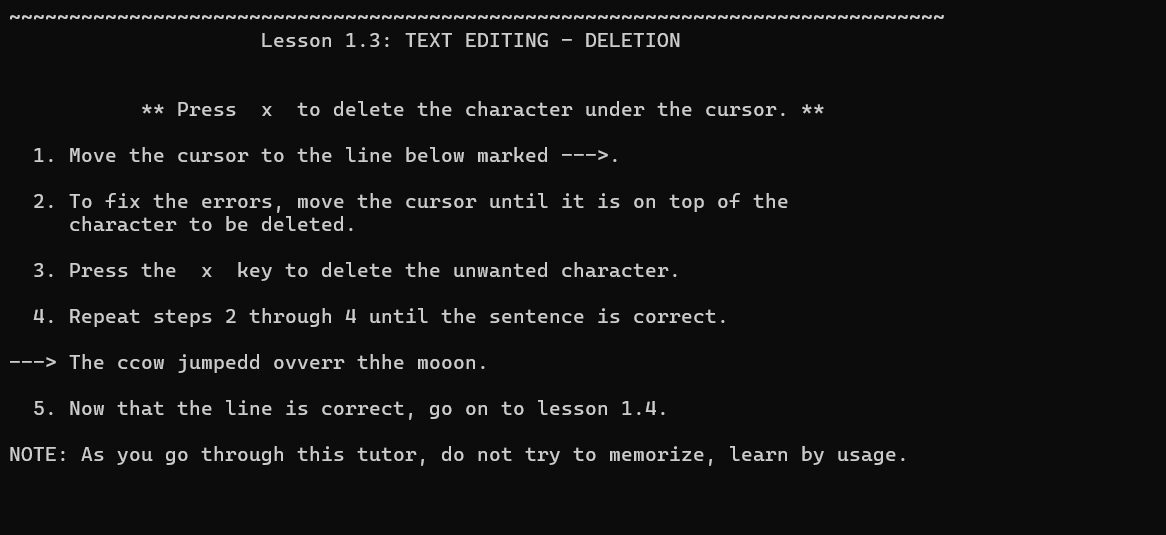 ~~~~~~~~~~~~~~~~~~~~~~~~~~~~~~~~~~~~~~~~~~~~~~~~~~~~~~~~~~~~~~~~~~~~~~~~~~~~~~
Lesson 1.3: TEXT EDITING - DELETION
** Press  x  to delete the character under the cursor. **
1. Move the cursor to the line below marked --->.
2. To fix the errors, move the cursor until it is on top of the
character to be deleted.
3. Press the  x  key to delete the unwanted character.
4. Repeat steps 2 through 4 until the sentence is correct.
---> The ccow jumpedd ovverr thhe mooon.
5. Now that the line is correct, go on to lesson 1.4.
NOTE: As you go through this tutor, do not try to memorize, learn by usage.